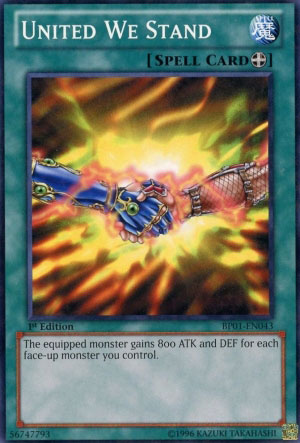 UNITED WE STAND
魔
[SPELL CARD]
1st Edition
BP01-EN043
The equipped monster gains 800 ATK and DEF for each
face-up monster you control.
56747793
©1996 KAZUKI TAKAHASHI